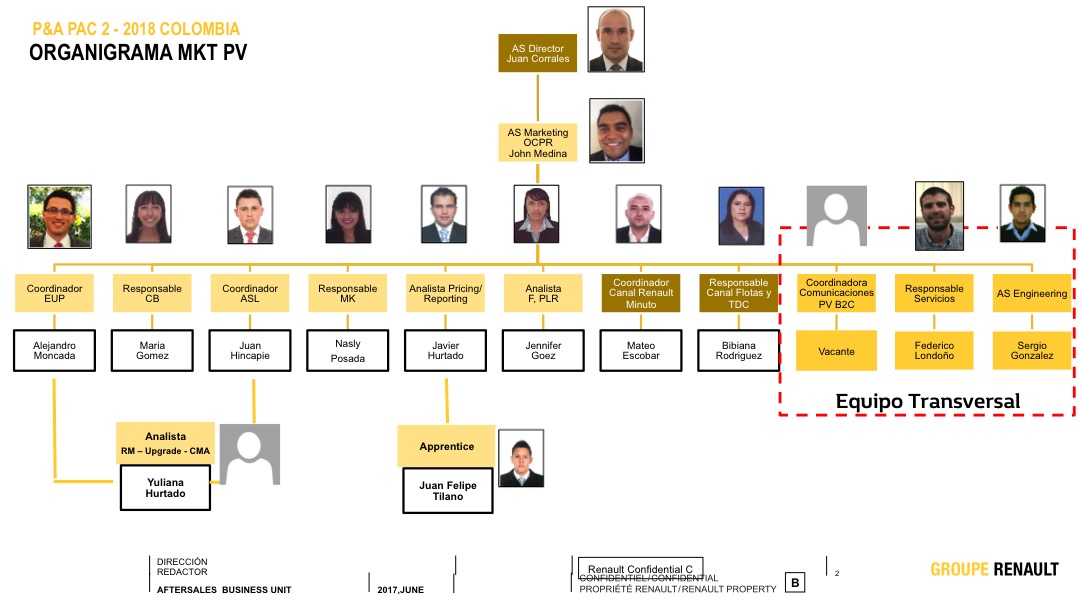 P&A PAC 2 - 2018 COLOMBIA
ORGANIGRAMA MKT PV
AS Director
Juan Corrales
AS Marketing
OCPR
John Medina
Coordinador
EUP
Responsable
CB
Coordinador
ASL
Responsable
MK
Analista Pricing/
Reporting
Analista
F, PLR
Coordinador
Canal Renault
Minuto
Responsable
Canal Flotas y
TDC
Coordinadora
Comunicaciones
PV B2C
Responsable
Servicios
AS Engineering
Alejandro
Moncada
Maria
Gomez
Juan
Hincapie
Nasly
Posada
Javier
Hurtado
Jennifer
Goez
Mateo
Escobar
Bibiana
Rodriguez
Vacante
Federico
Londoño
Sergio
Gonzalez
Equipo Transversal
Analista
RM – Upgrade - CMA
Yuliana
Hurtado
Apprentice
Juan Felipe
Tilano
DIRECCIÓN
REDACTOR
AFTERSALES BUSINESS UNIT
2017,JUNE
Renault Confidential C
CONFIDENTIEL/CONFIDENTIAL
PROPRIÉTÉ RENAULT/RENAULT PROPERTY
B
2
GROUPE RENAULT